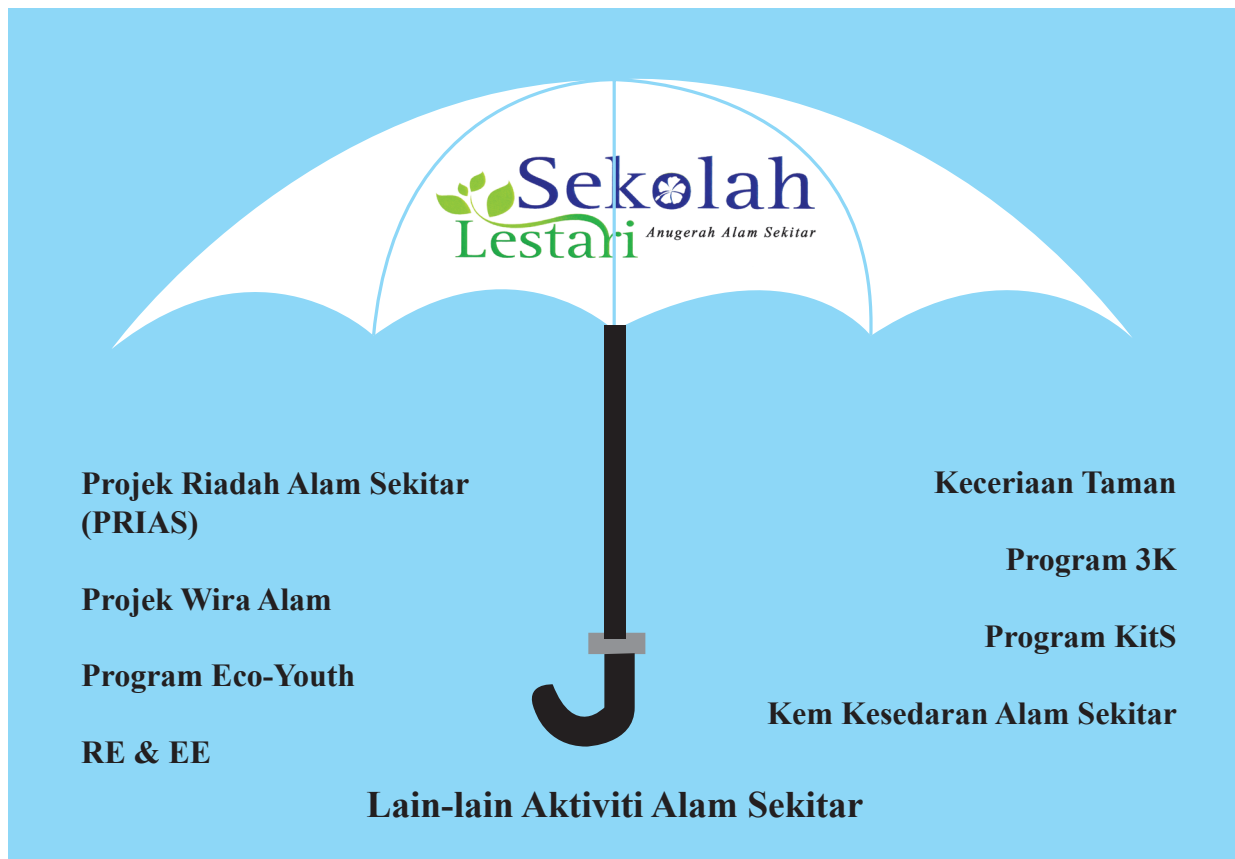 Sekolah
Lestari
Anugerah Alam Sekitar
Projek Riadah Alam Sekitar
(PRIAS)
Projek Wira Alam
Program Eco-Youth
RE & EE
Keceriaan Taman
Program 3K
Program KitS
Kem Kesedaran Alam Sekitar
Lain-lain Aktiviti Alam Sekitar